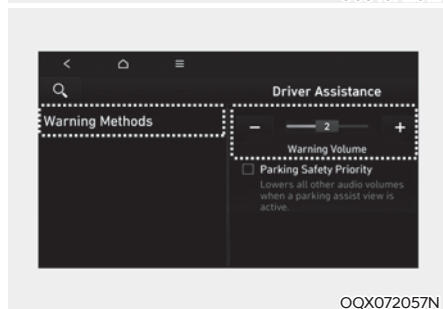 Driver Assistance
Warning Methods
2
Warning Volume
Parking Safety Priority
Lowers all other audio volumes
when a parking assist view is
active.
OQX072057N